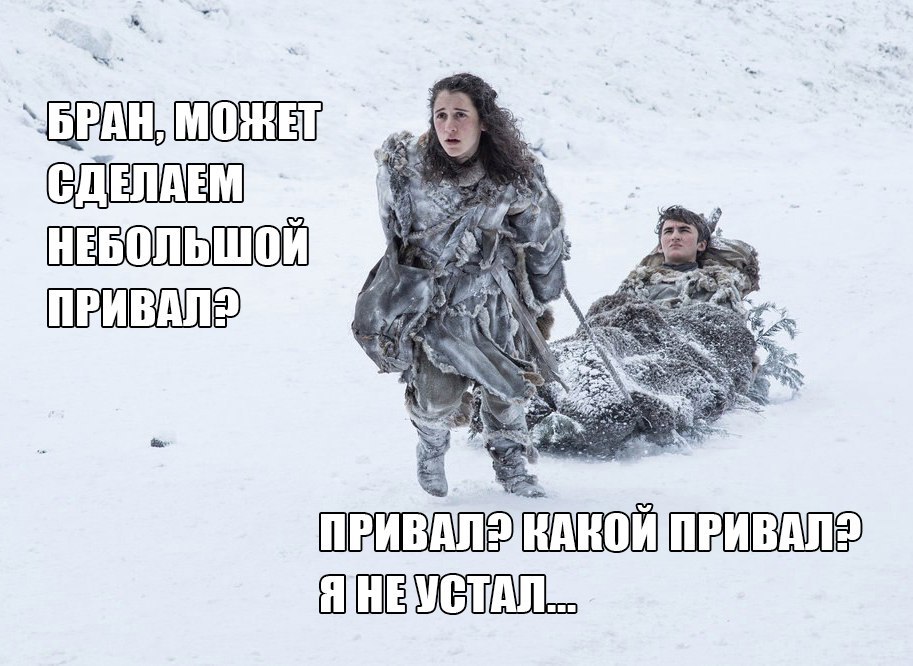 БРАН, МОЖЕТ
СДЕЛАЕМ
НЕБОЛЬШОЙ
ПРИВАЛ?
ПРИВАЛ? КАКОЙ ПРИВАЛ?
Я НЕ УСТАЛ...